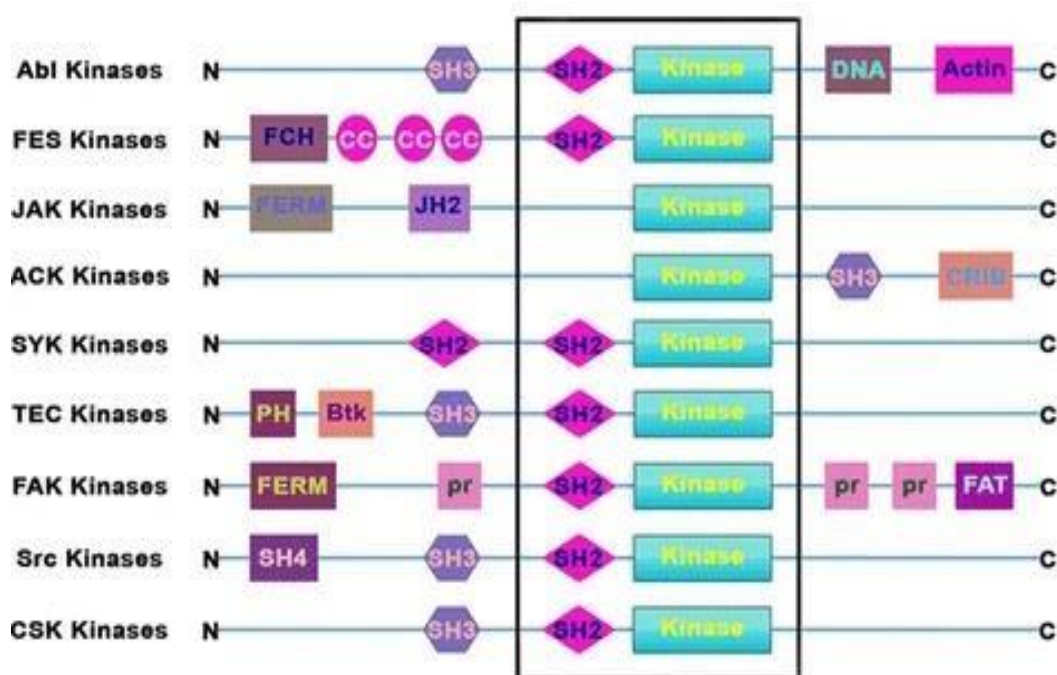 Abl Kinases N SH3 SH2 Kinase DNA Actin C
FES Kinases N FCH CC CC CC SH2 Kinase C
JAK Kinases N FERM JH2 Kinase C
ACK Kinases N Kinase SH3 CRIB C
SYK Kinases N SH2 SH2 Kinase C
TEC Kinases N PH Btk SH3 SH2 Kinase C
FAK Kinases N FERM pr SH2 Kinase pr pr FAT C
Src Kinases N SH4 SH3 SH2 Kinase C
CSK Kinases N SH3 SH2 Kinase C